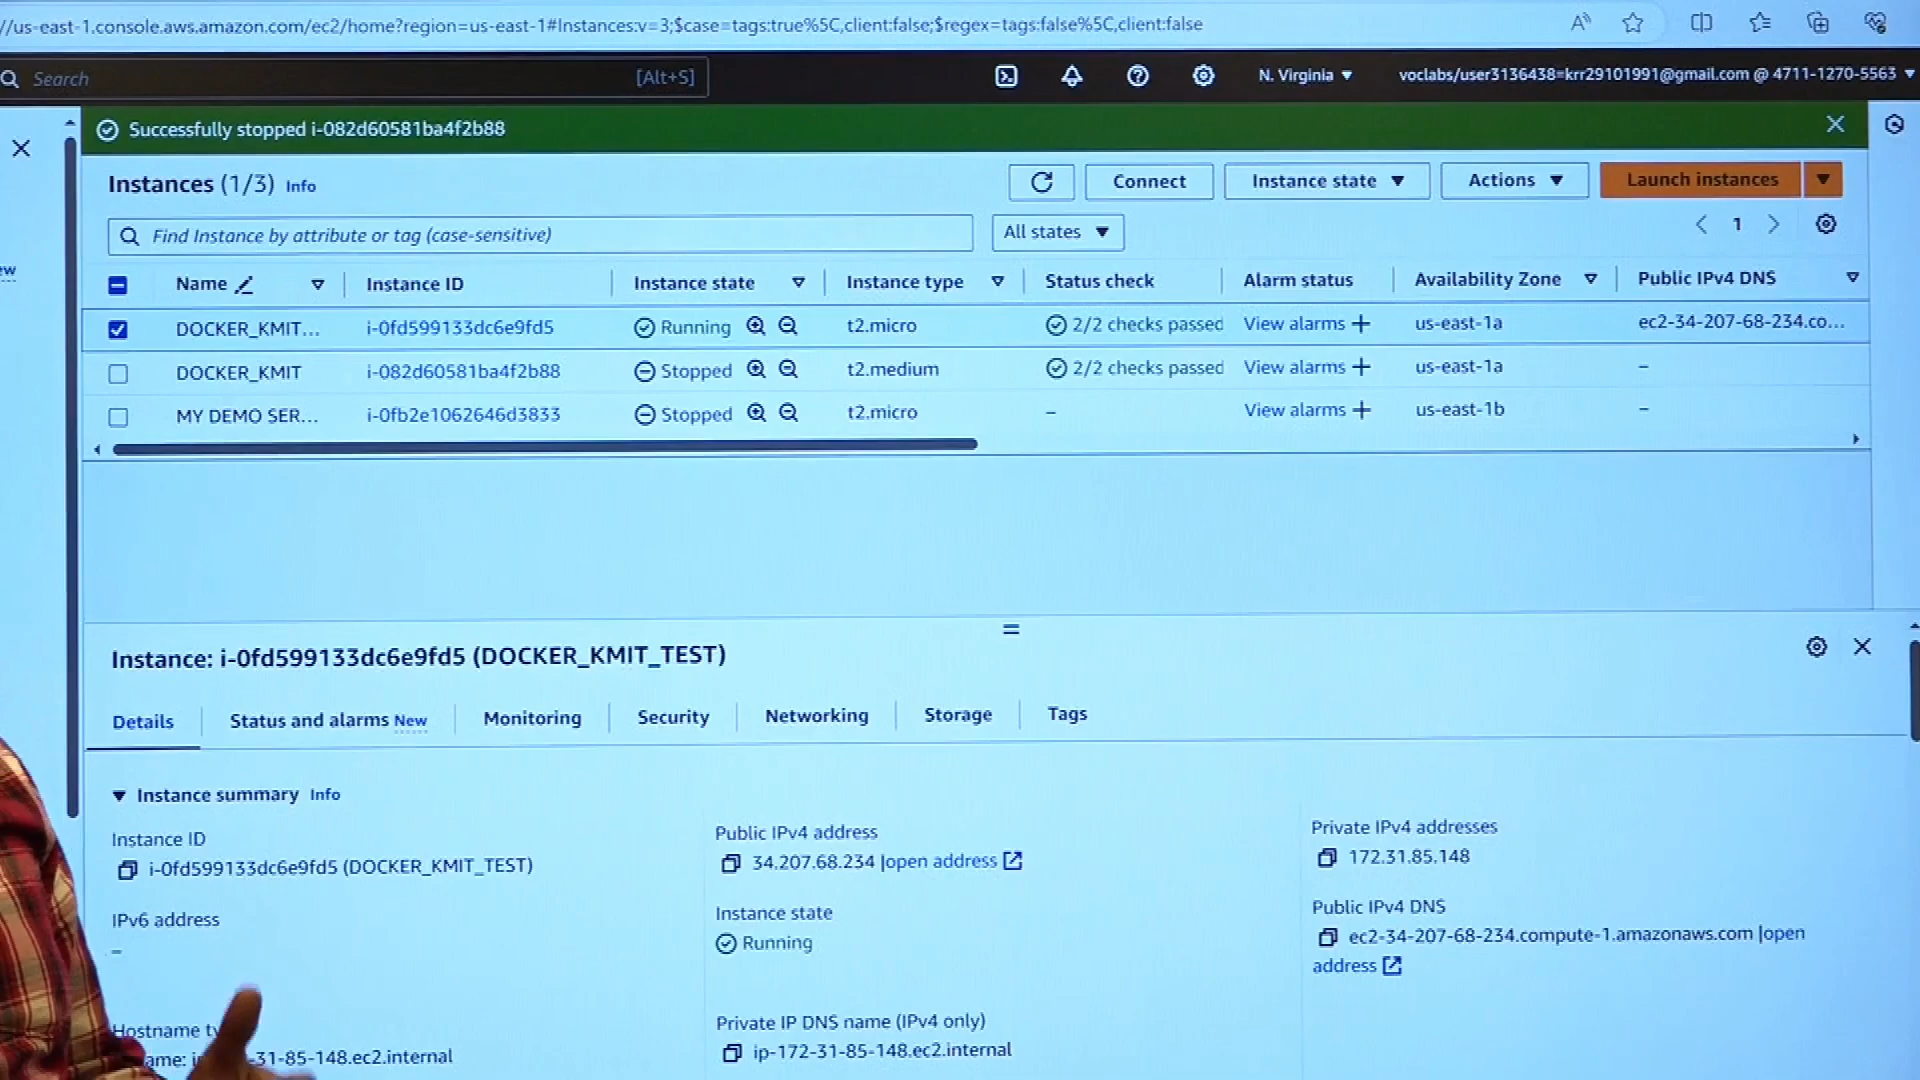 //us-east-1.console.aws.amazon.com/ec2/home?region=us-east-1#Instances:v=3;$case=tags:true%5C,client:false;$regex=tags:false%5C,client:false
Search [Alt+S] N. Virginia voclabs/user3136438=krr29101991@gmail.com @ 4711-1270-5563
Successfully stopped i-082d60581ba4f2b88
Instances (1/3) Info Connect Instance state Actions Launch instances
Find Instance by attribute or tag (case-sensitive) All states 1
Name Instance ID Instance state Instance type Status check Alarm status Availability Zone Public IPv4 DNS
DOCKER_KMIT... i-0fd599133dc6e9fd5 Running t2.micro 2/2 checks passed View alarms + us-east-1a ec2-34-207-68-234.co...
DOCKER_KMIT i-082d60581ba4f2b88 Stopped t2.medium 2/2 checks passed View alarms + us-east-1a –
MY DEMO SER... i-0fb2e1062646d3833 Stopped t2.micro – View alarms + us-east-1b –
Instance: i-0fd599133dc6e9fd5 (DOCKER_KMIT_TEST)
Details Status and alarms New Monitoring Security Networking Storage Tags
Instance summary Info
Instance ID
i-0fd599133dc6e9fd5 (DOCKER_KMIT_TEST)
Public IPv4 address
34.207.68.234 |open address
Private IPv4 addresses
172.31.85.148
IPv6 address
–
Instance state
Running
Public IPv4 DNS
ec2-34-207-68-234.compute-1.amazonaws.com |open
address
Hostname
-31-85-148.ec2.internal
Private IP DNS name (IPv4 only)
ip-172-31-85-148.ec2.internal